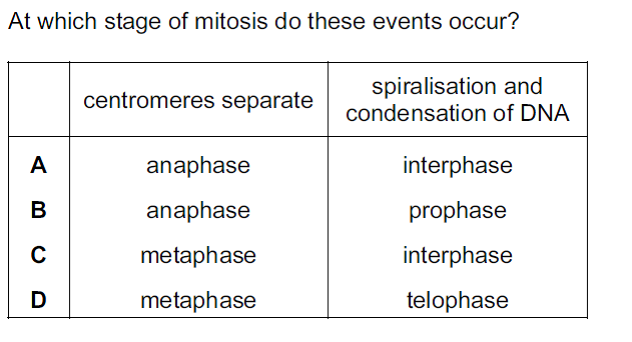 At which stage of mitosis do these events occur?
centromeres separate
spiralisation and
condensation of DNA
A anaphase interphase
B anaphase prophase
C metaphase interphase
D metaphase telophase